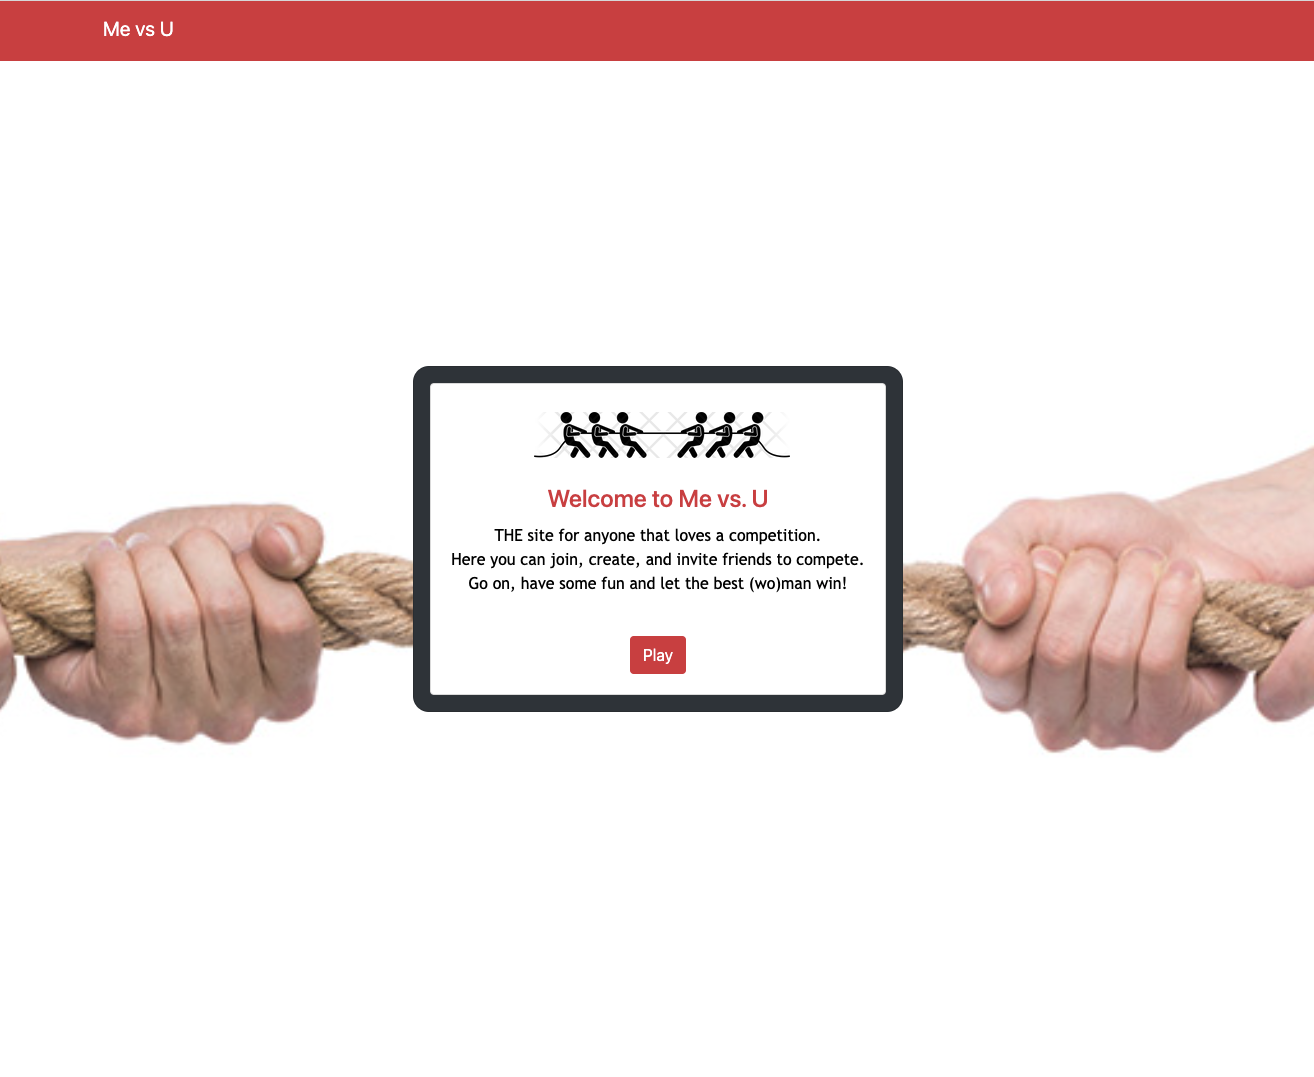 Me vs U
Welcome to Me vs. U
THE site for anyone that loves a competition.
Here you can join, create, and invite friends to compete.
Go on, have some fun and let the best (wo)man win!
Play